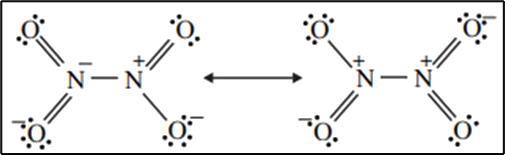 O O O O⁻
N⁻ N⁺ N⁺ N⁺
⁻O O⁻ ⁻O O